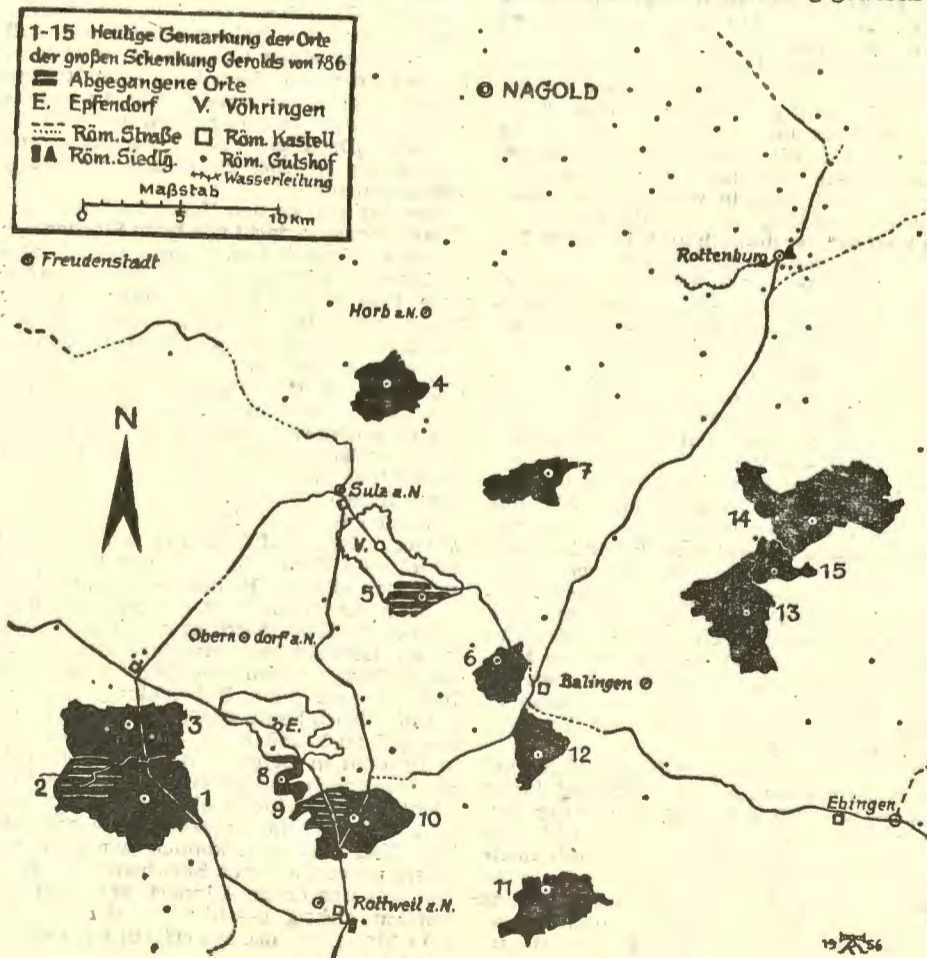 1-15 Heutige Gemarkung der Orte
der großen Schenkung Gerolds von 786
Abgegangene Orte
E. Epfendorf V. Vöhringen
Röm. Straße Röm. Kastell
Röm. Siedlg. Röm. Gutshof
Wasserleitung
Maßstab
0 5 10 Km
NAGOLD
Freudenstadt
Rottenburg
Horb a.N.
4
N
7
Sulz a.N.
14
V.
15
5
13
Oberndorf a.N.
6
Balingen
3
E.
12
8
2
1
9
10
Ebingen
11
Rottweil a.N.
19 56